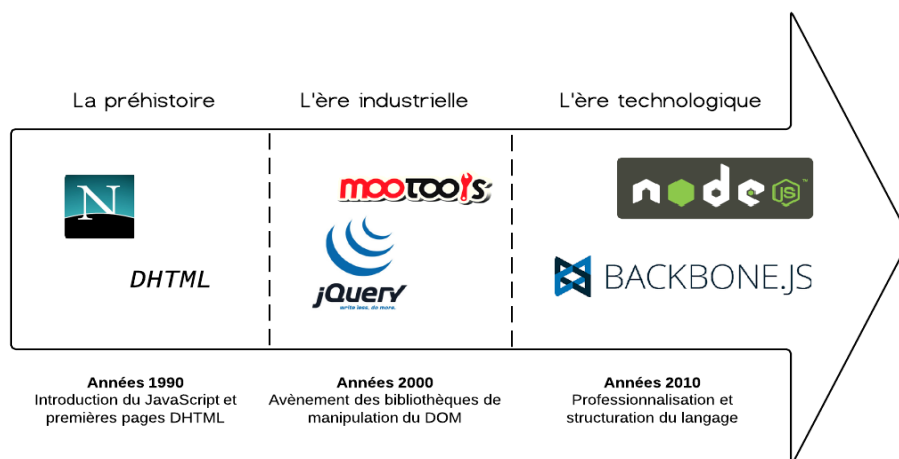 La préhistoire
L'ère industrielle
L'ère technologique
N
DHTML
mootools
jQuery
write less. do more.
node
JS
TM
BACKBONE.JS
Années 1990
Introduction du JavaScript et
premières pages DHTML
Années 2000
Avènement des bibliothèques de
manipulation du DOM
Années 2010
Professionnalisation et
structuration du langage